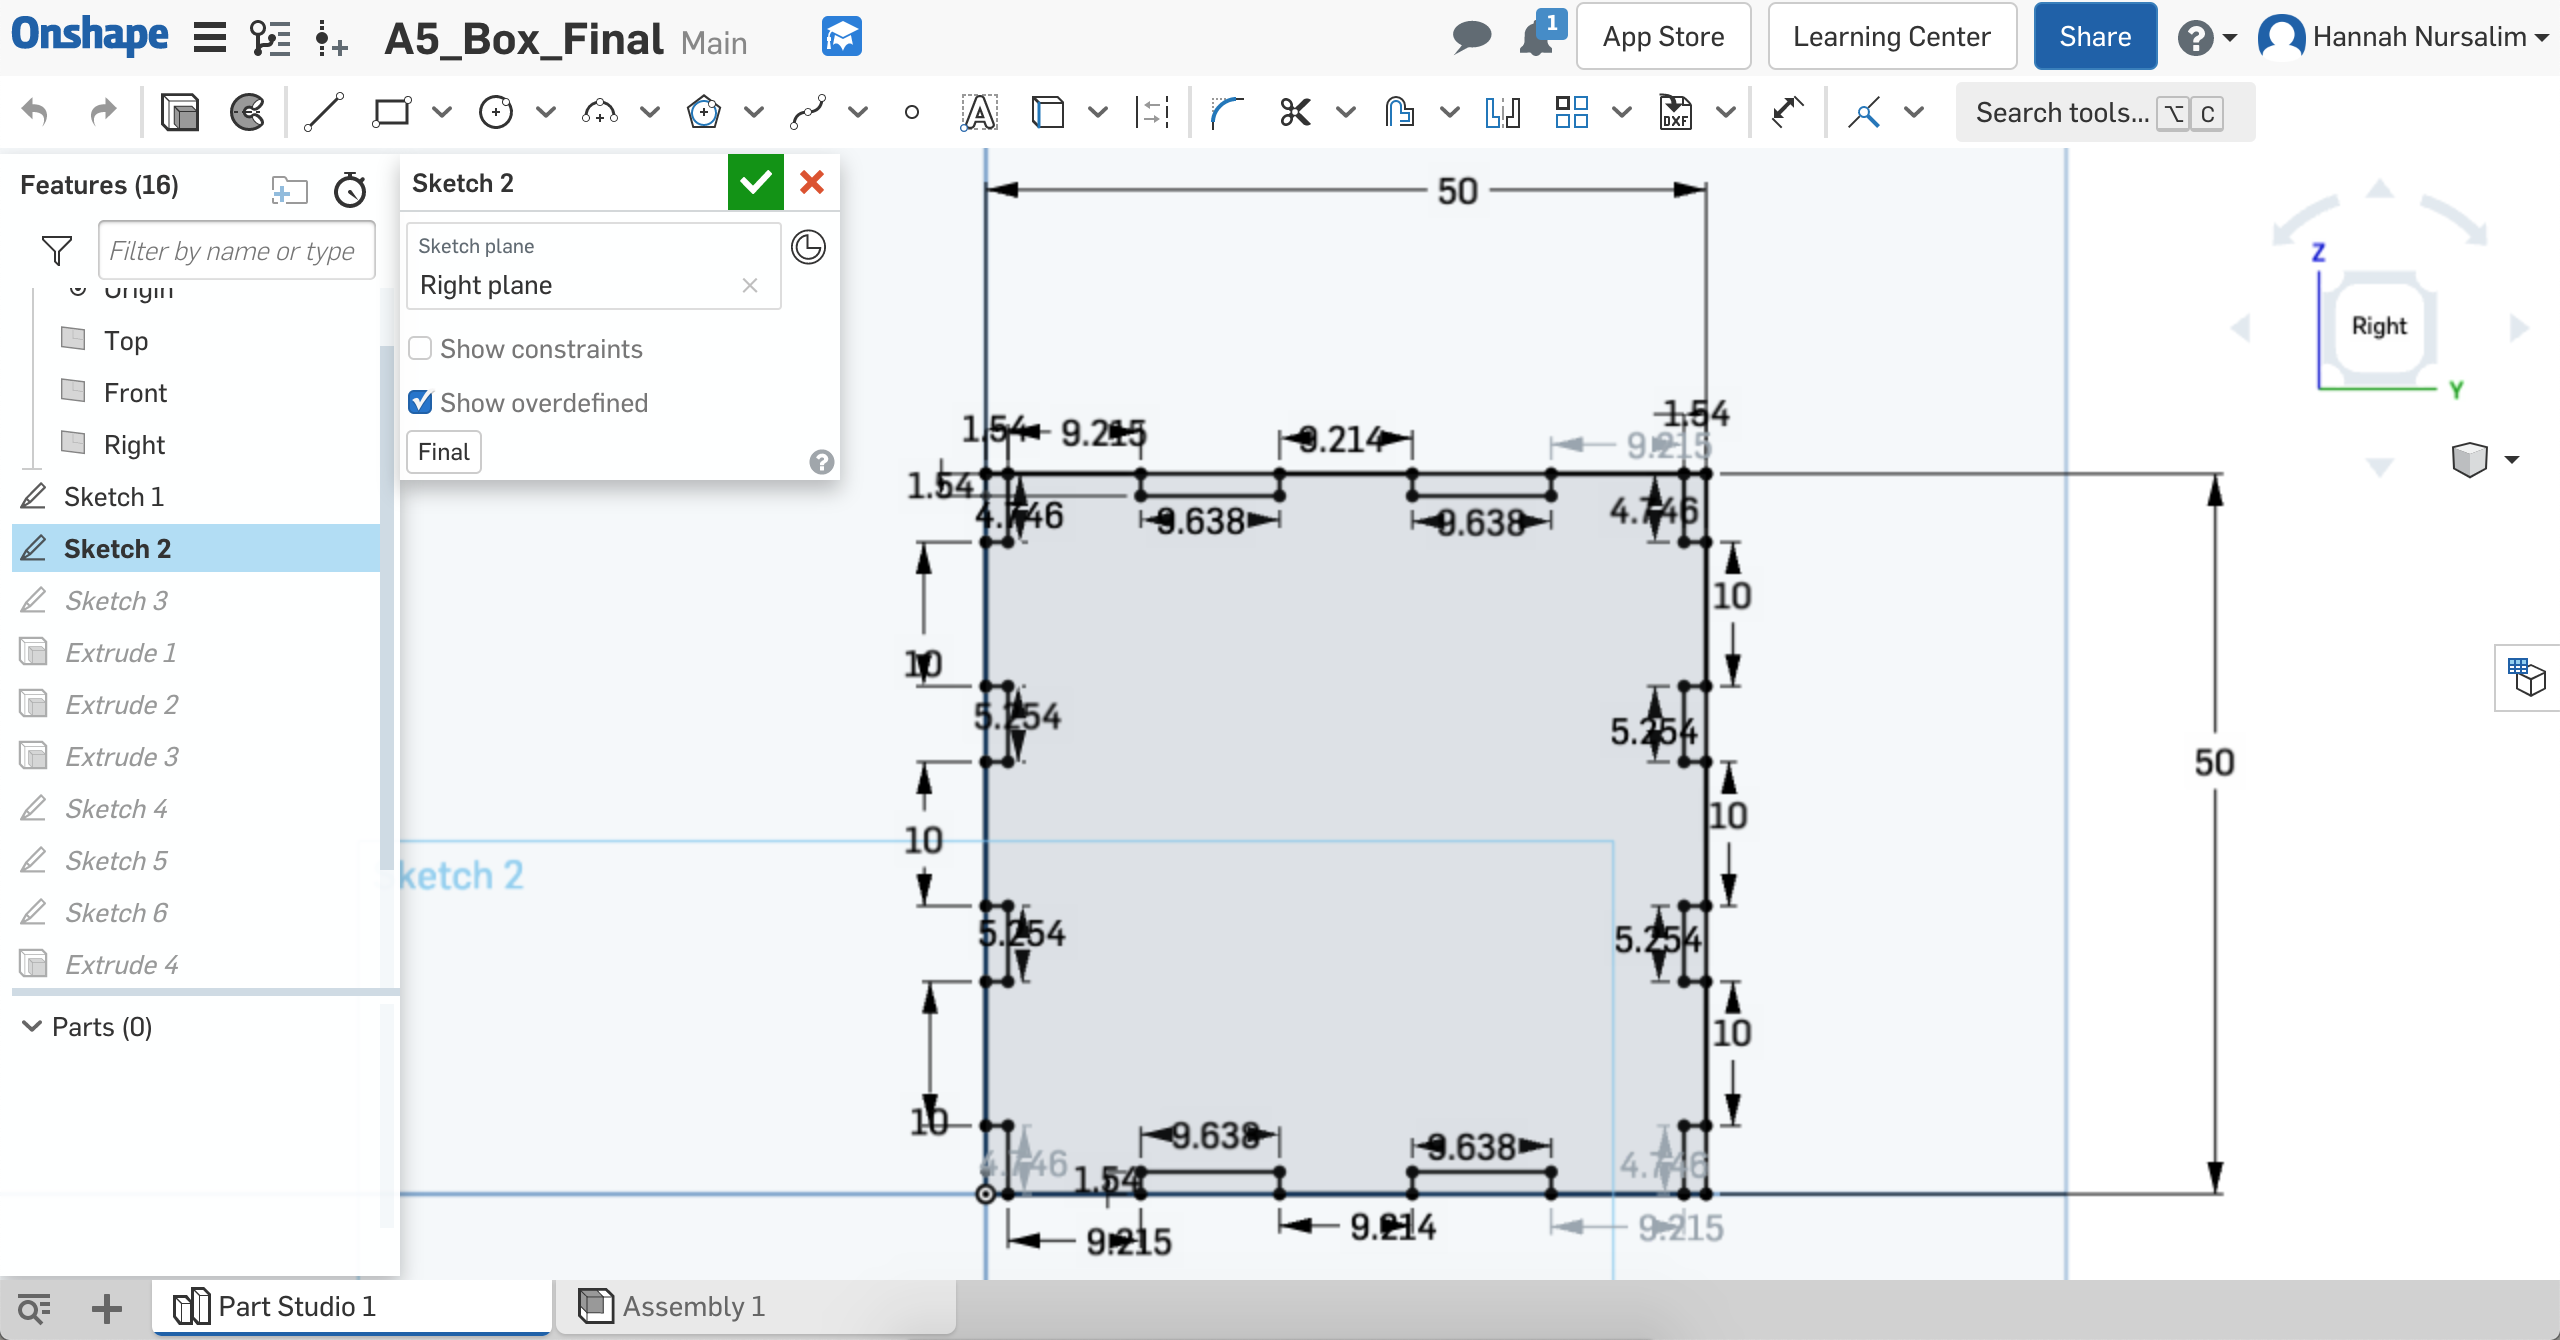 Onshape A5_Box_Final Main 1 App Store Learning Center Share ? Hannah Nursalim
DXF Search tools... ⌥ C
Features (16)
Filter by name or type
Origin
Top
Front
Right
Sketch 1
Sketch 2
Sketch 3
Extrude 1
Extrude 2
Extrude 3
Sketch 4
Sketch 5
Sketch 6
Extrude 4
Parts (0)
Sketch 2
Sketch plane
Right plane
Show constraints
Show overdefined
Final
?
50
1.54 9.215 9.214 9.215 1.54
1.54 4.746 9.638 9.638 4.746
10 10
5.254 5.254
50
10 10
5.254 5.254
10 10
4.746 1.54 9.638 9.638 4.746
9.215 9.214 9.215
ketch 2
Z
Right
Y
Part Studio 1
Assembly 1